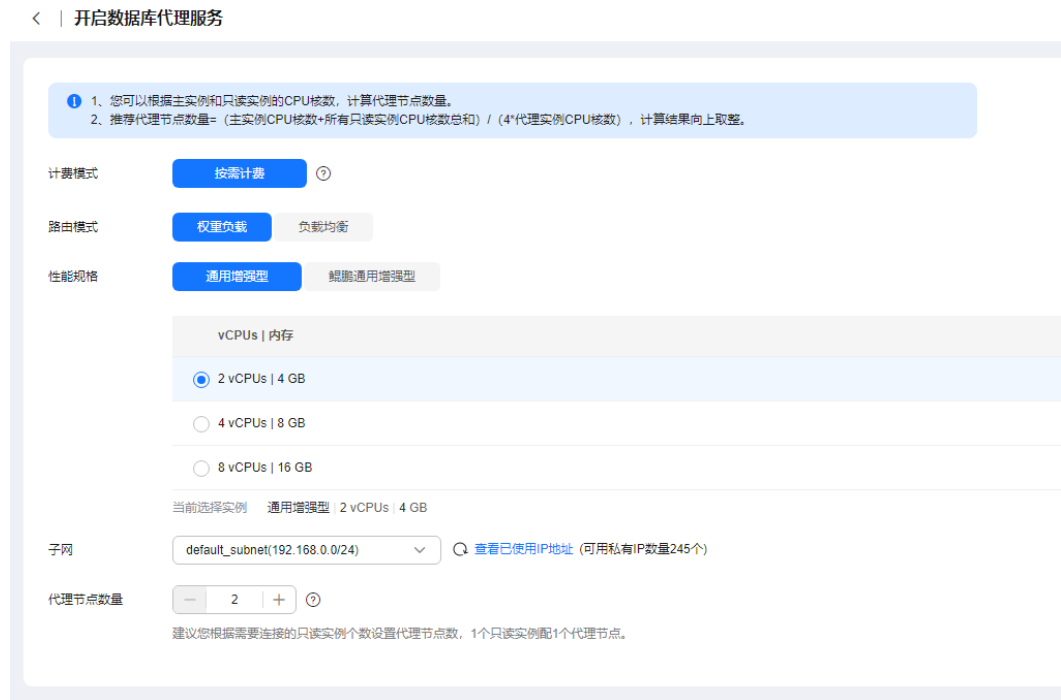 开启数据库代理服务
1、您可以根据主实例和只读实例的CPU核数，计算代理节点数量。
2、推荐代理节点数量=（主实例CPU核数+所有只读实例CPU核数总和）/（4*代理实例CPU核数），计算结果向上取整。
计费模式 按需计费
路由模式 权重负载 负载均衡
性能规格 通用增强型 鲲鹏通用增强型
vCPUs | 内存
2 vCPUs | 4 GB
4 vCPUs | 8 GB
8 vCPUs | 16 GB
当前选择实例 通用增强型 | 2 vCPUs | 4 GB
子网 default_subnet(192.168.0.0/24) 查看已使用IP地址 (可用私有IP数量245个)
代理节点数量 2
建议您根据需要连接的只读实例个数设置代理节点数，1个只读实例配1个代理节点。